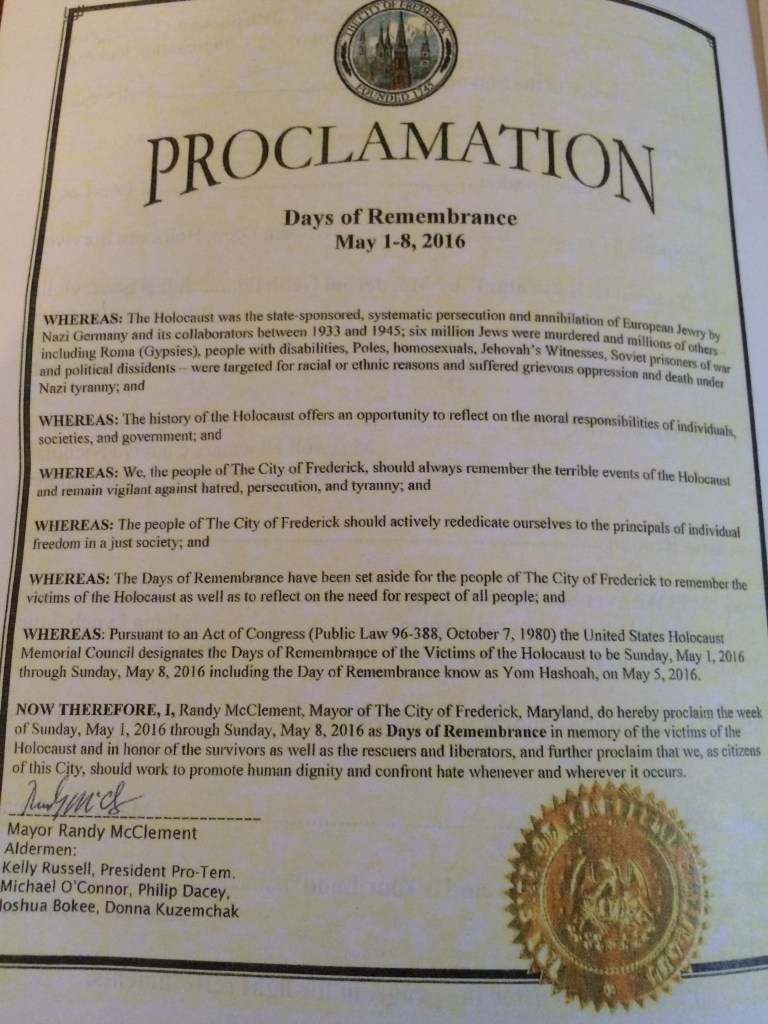 THE CITY OF FREDERICK
FOUNDED 1745
PROCLAMATION
Days of Remembrance
May 1-8, 2016
WHEREAS: The Holocaust was the state-sponsored, systematic persecution and annihilation of European Jewry by
Nazi Germany and its collaborators between 1933 and 1945; six million Jews were murdered and millions of others –
including Roma (Gypsies), people with disabilities, Poles, homosexuals, Jehovah's Witnesses, Soviet prisoners of war
and political dissidents – were targeted for racial or ethnic reasons and suffered grievous oppression and death under
Nazi tyranny; and
WHEREAS: The history of the Holocaust offers an opportunity to reflect on the moral responsibilities of individuals,
societies, and government; and
WHEREAS: We, the people of The City of Frederick, should always remember the terrible events of the Holocaust
and remain vigilant against hatred, persecution, and tyranny; and
WHEREAS: The people of The City of Frederick should actively rededicate ourselves to the principals of individual
freedom in a just society; and
WHEREAS: The Days of Remembrance have been set aside for the people of The City of Frederick to remember the
victims of the Holocaust as well as to reflect on the need for respect of all people; and
WHEREAS: Pursuant to an Act of Congress (Public Law 96-388, October 7, 1980) the United States Holocaust
Memorial Council designates the Days of Remembrance of the Victims of the Holocaust to be Sunday, May 1, 2016
through Sunday, May 8, 2016 including the Day of Remembrance know as Yom Hashoah, on May 5, 2016.
NOW THEREFORE, I, Randy McClement, Mayor of The City of Frederick, Maryland, do hereby proclaim the week
of Sunday, May 1, 2016 through Sunday, May 8, 2016 as Days of Remembrance in memory of the victims of the
Holocaust and in honor of the survivors as well as the rescuers and liberators, and further proclaim that we, as citizens
of this City, should work to promote human dignity and confront hate whenever and wherever it occurs.
Mayor Randy McClement
Aldermen:
Kelly Russell, President Pro-Tem.
Michael O'Connor, Philip Dacey,
Joshua Bokee, Donna Kuzemchak